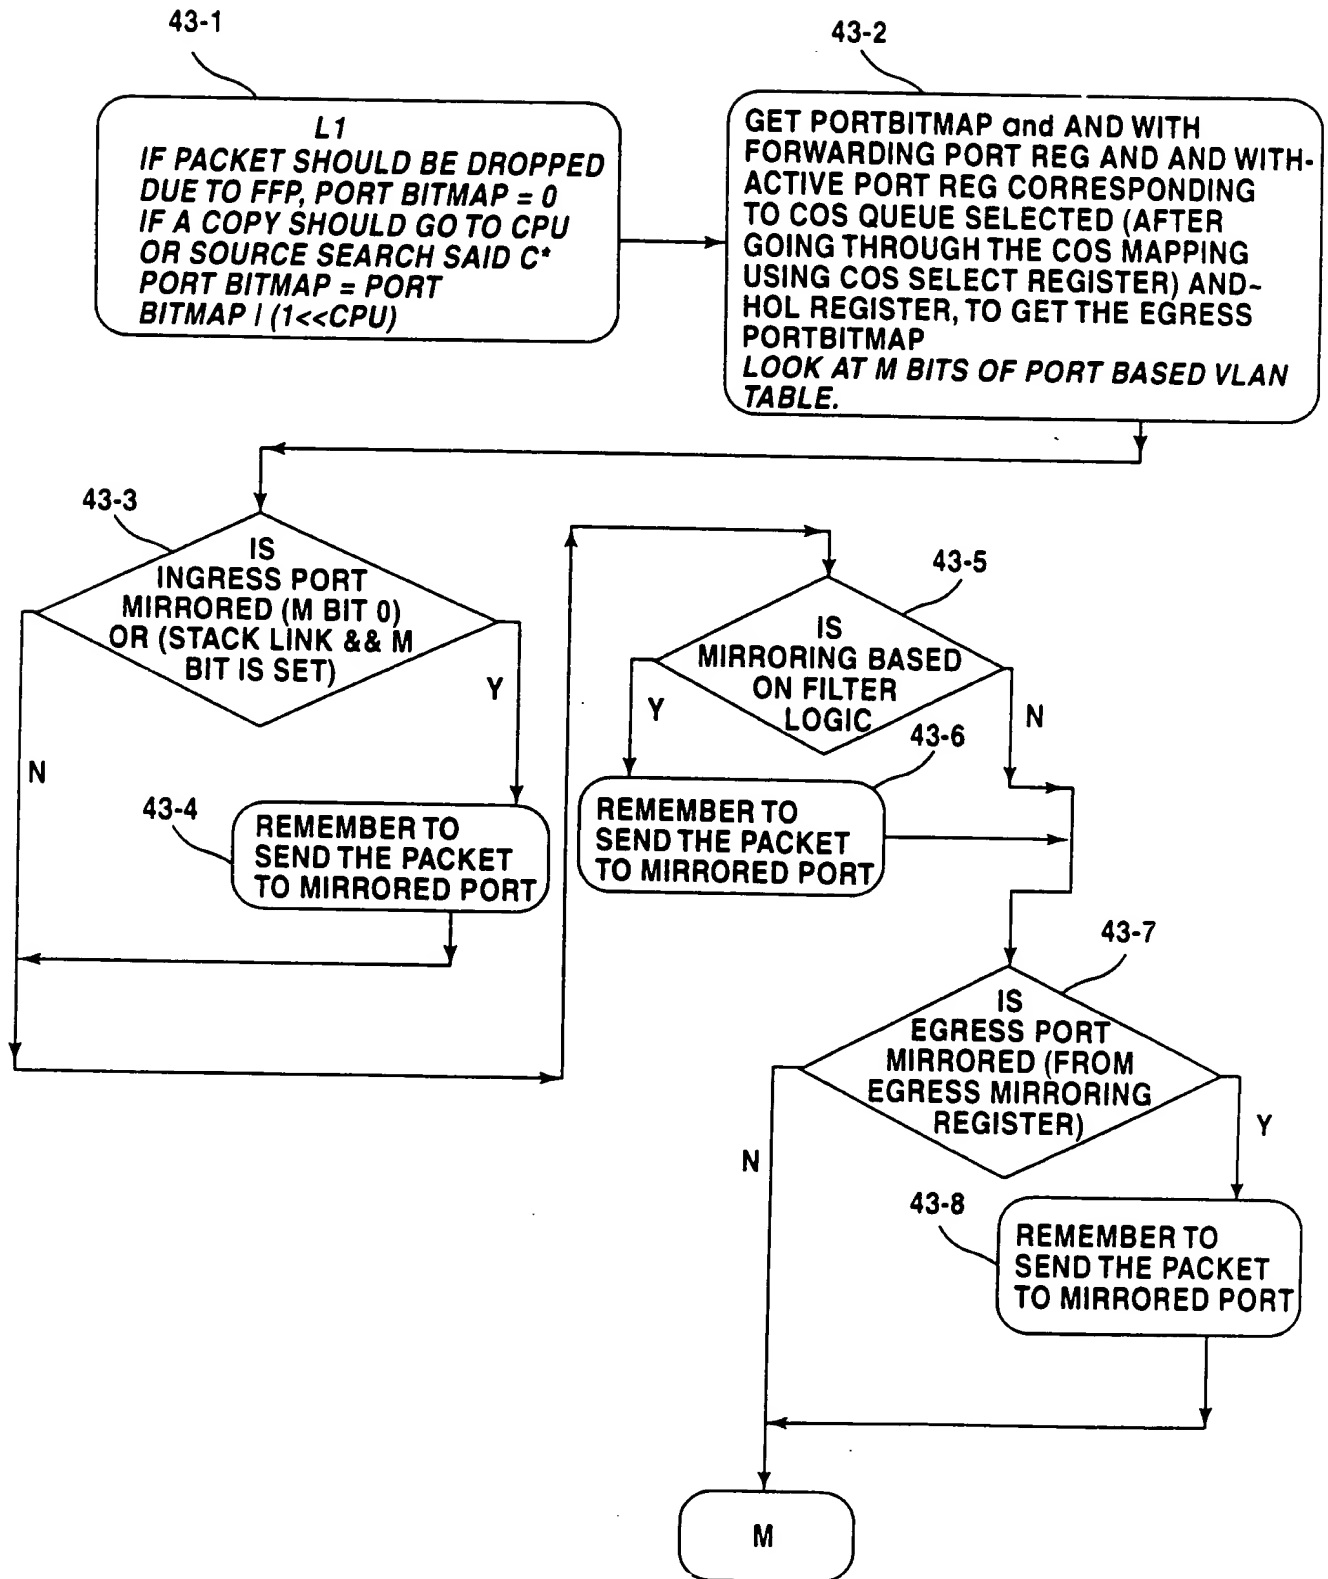 43-1
L1
IF PACKET SHOULD BE DROPPED
DUE TO FFP, PORT BITMAP = 0
IF A COPY SHOULD GO TO CPU
OR SOURCE SEARCH SAID C*
PORT BITMAP = PORT
BITMAP | (1<<CPU)
43-2
GET PORTBITMAP and AND WITH
FORWARDING PORT REG AND AND WITH-
ACTIVE PORT REG CORRESPONDING
TO COS QUEUE SELECTED (AFTER
GOING THROUGH THE COS MAPPING
USING COS SELECT REGISTER) AND~
HOL REGISTER, TO GET THE EGRESS
PORTBITMAP
LOOK AT M BITS OF PORT BASED VLAN
TABLE.
43-3
IS
INGRESS PORT
MIRRORED (M BIT 0)
OR (STACK LINK && M
BIT IS SET)
Y
N
43-4
REMEMBER TO
SEND THE PACKET
TO MIRRORED PORT
43-5
IS
MIRRORING BASED
ON FILTER
LOGIC
Y
N
43-6
REMEMBER TO
SEND THE PACKET
TO MIRRORED PORT
43-7
IS
EGRESS PORT
MIRRORED (FROM
EGRESS MIRRORING
REGISTER)
N
Y
43-8
REMEMBER TO
SEND THE PACKET
TO MIRRORED PORT
M